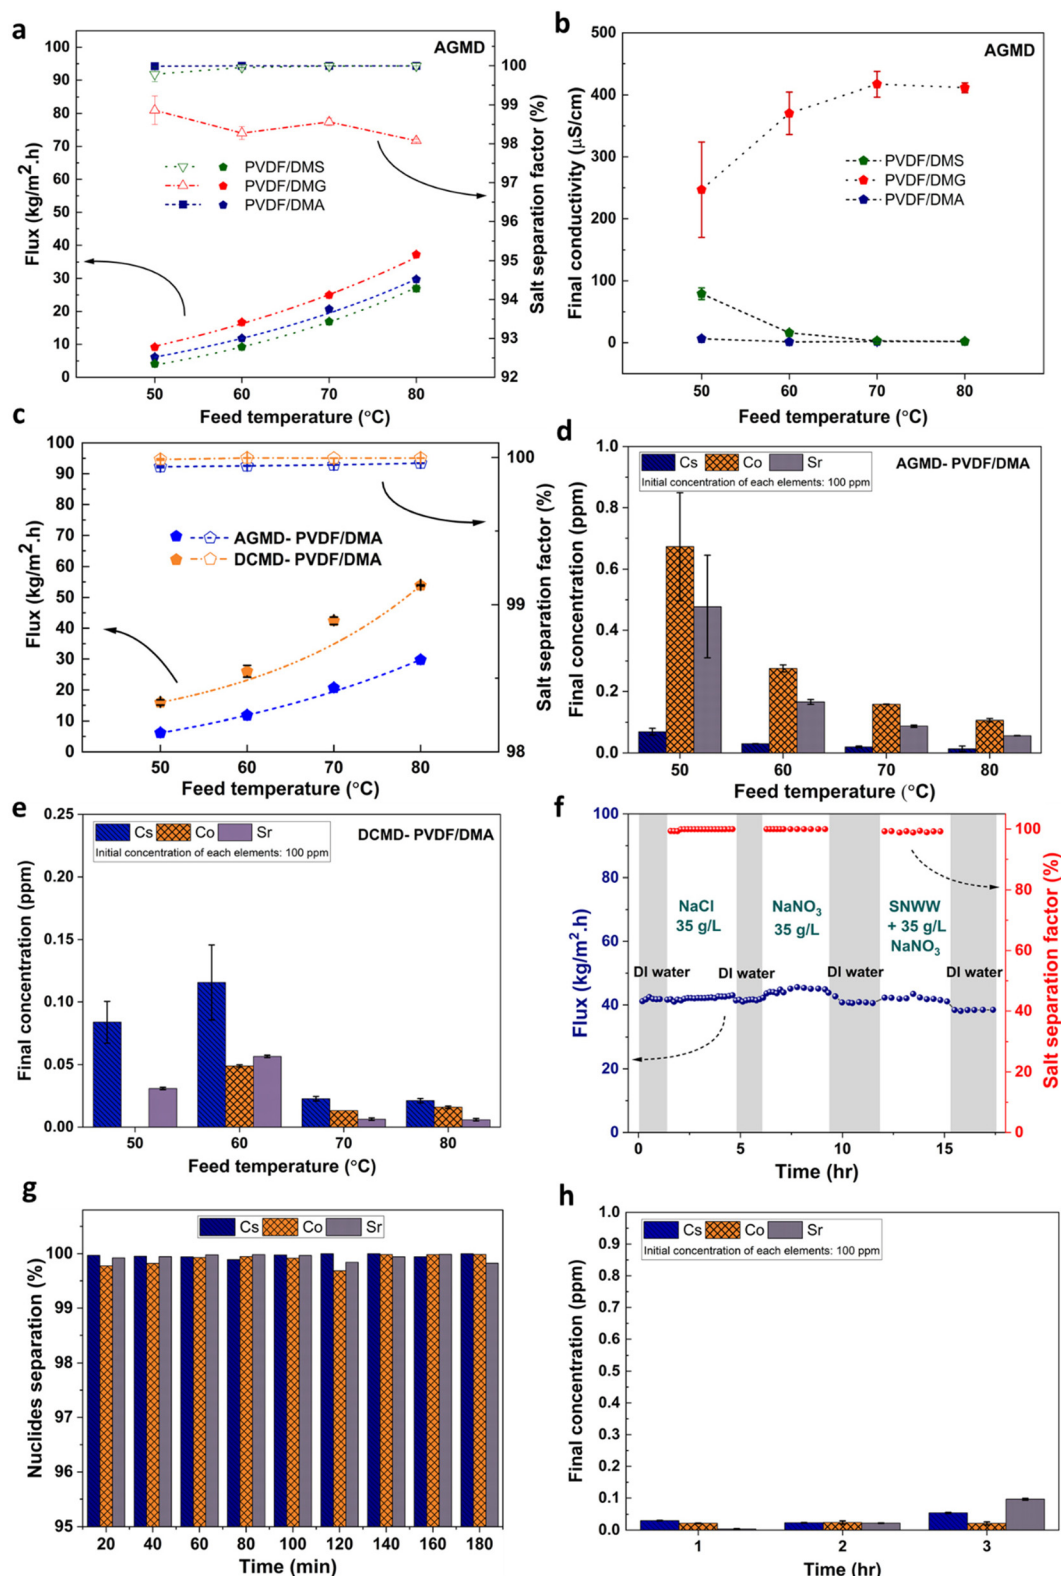 a
AGMD
100
95
90
85
80
75
70
65
60
55
50
45
40
35
30
25
20
15
10
5
0
Flux (kg/m².h)
PVDF/DMS
PVDF/DMG
PVDF/DMA
100
99
98
97
96
95
94
93
92
Salt separation factor (%)
50 60 70 80
Feed temperature (°C)
b
AGMD
500
400
300
200
100
0
Final conductivity (µS/cm)
PVDF/DMS
PVDF/DMG
PVDF/DMA
50 60 70 80
Feed temperature (°C)
c
100
90
80
70
60
50
40
30
20
10
0
Flux (kg/m².h)
AGMD- PVDF/DMA
DCMD- PVDF/DMA
100
99
98
Salt separation factor (%)
50 60 70 80
Feed temperature (°C)
d
1.0
0.8
0.6
0.4
0.2
0.0
Final concentration (ppm)
Cs Co Sr
Initial concentration of each elements: 100 ppm
AGMD- PVDF/DMA
50 60 70 80
Feed temperature (°C)
e
0.25
0.20
0.15
0.10
0.05
0.00
Final concentration (ppm)
Cs Co Sr
Initial concentration of each elements: 100 ppm
DCMD- PVDF/DMA
50 60 70 80
Feed temperature (°C)
f
100
80
60
40
20
0
Flux (kg/m².h)
NaCl
35 g/L
NaNO₃
35 g/L
SNWW
+ 35 g/L
NaNO₃
DI water DI water DI water DI water
100
80
60
40
20
0
Salt separation factor (%)
0 5 10 15
Time (hr)
g
100
99
98
97
96
95
Nuclides separation (%)
Cs Co Sr
20 40 60 80 100 120 140 160 180
Time (min)
h
1.0
0.9
0.8
0.7
0.6
0.5
0.4
0.3
0.2
0.1
0.0
Final concentration (ppm)
Cs Co Sr
Initial concentration of each elements: 100 ppm
1 2 3
Time (hr)